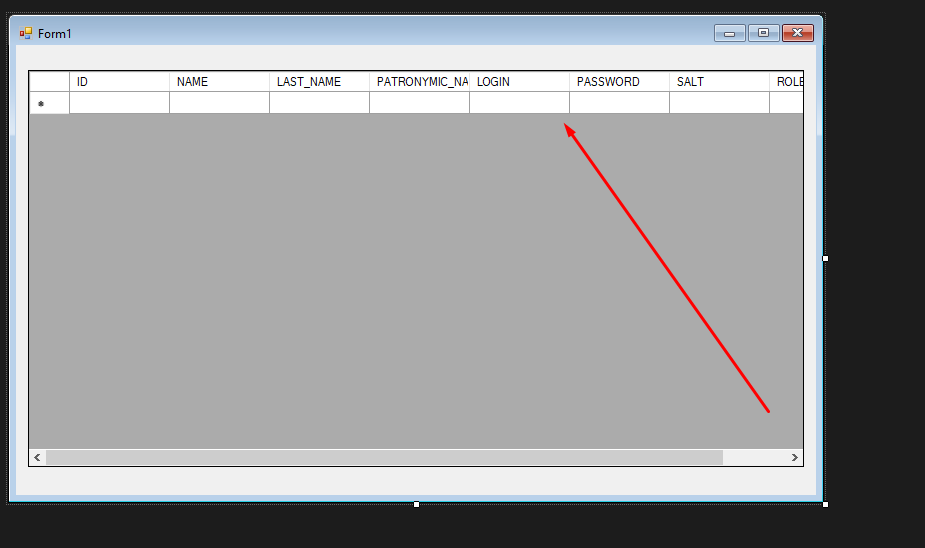 Form1
ID NAME LAST_NAME PATRONYMIC_NA LOGIN PASSWORD SALT ROLE